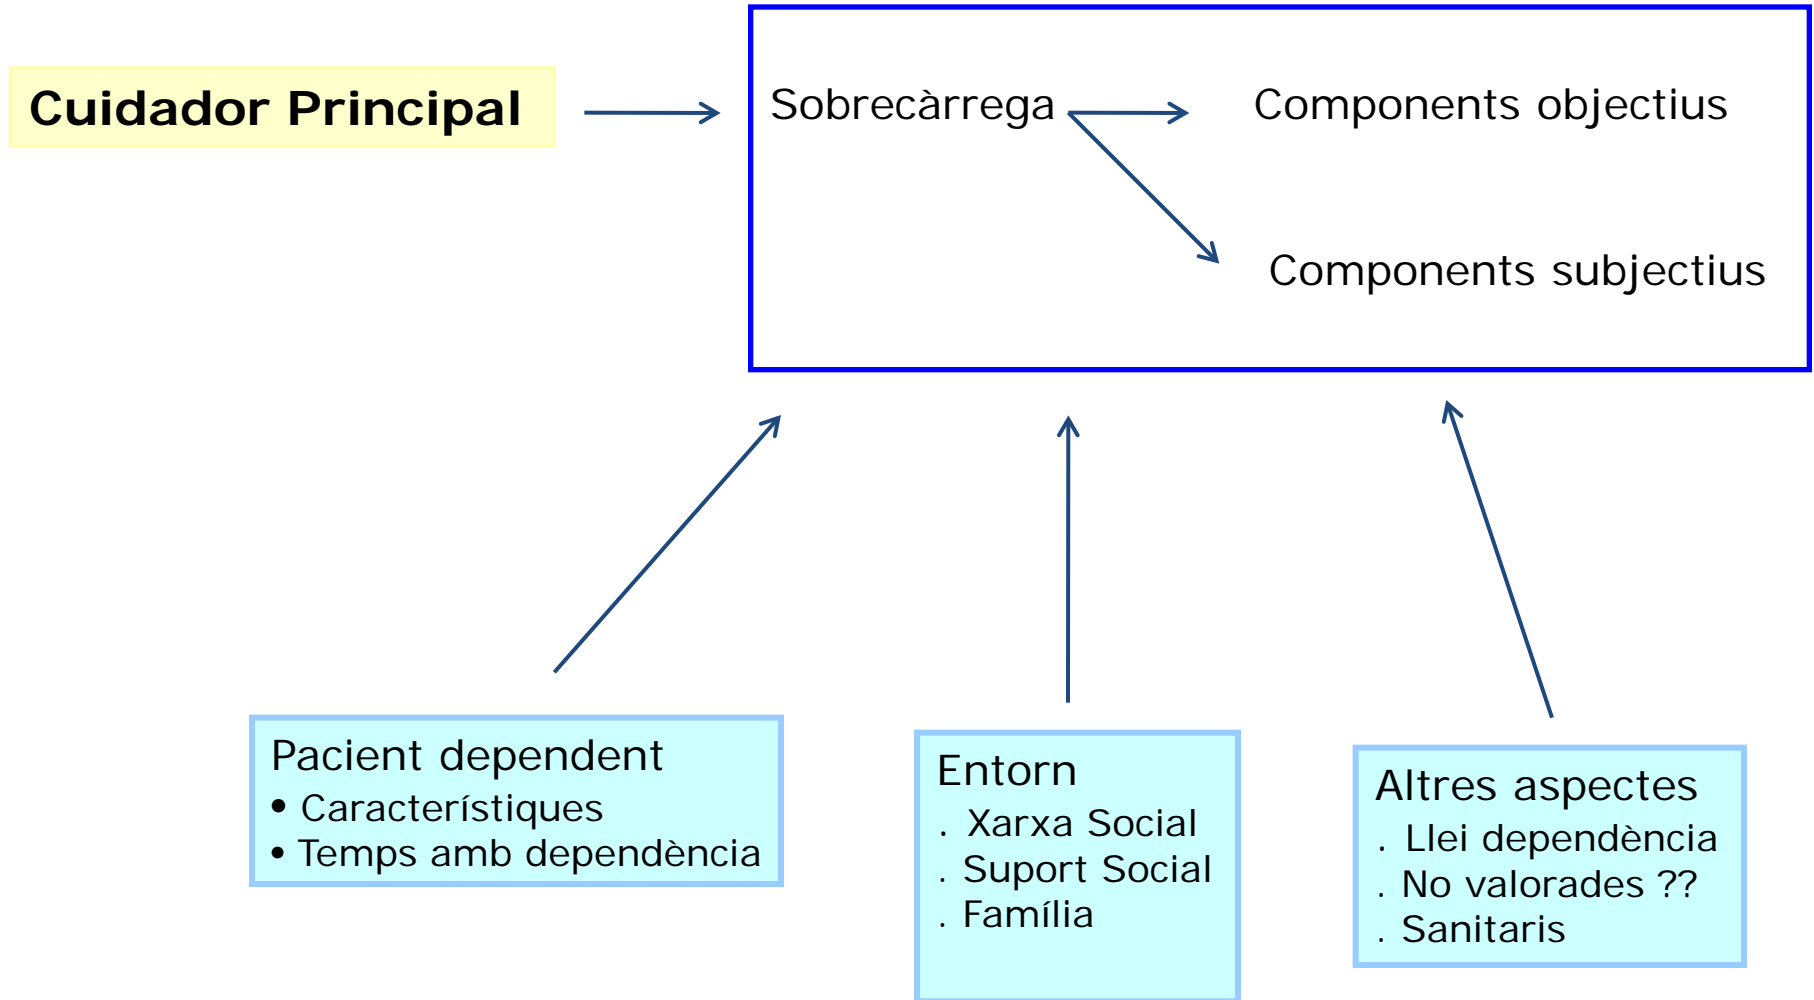 Cuidador Principal
Sobrecàrrega
Components objectius
Components subjectius
Pacient dependent
• Característiques
• Temps amb dependència
Entorn
. Xarxa Social
. Suport Social
. Família
Altres aspectes
. Llei dependència
. No valorades ??
. Sanitaris